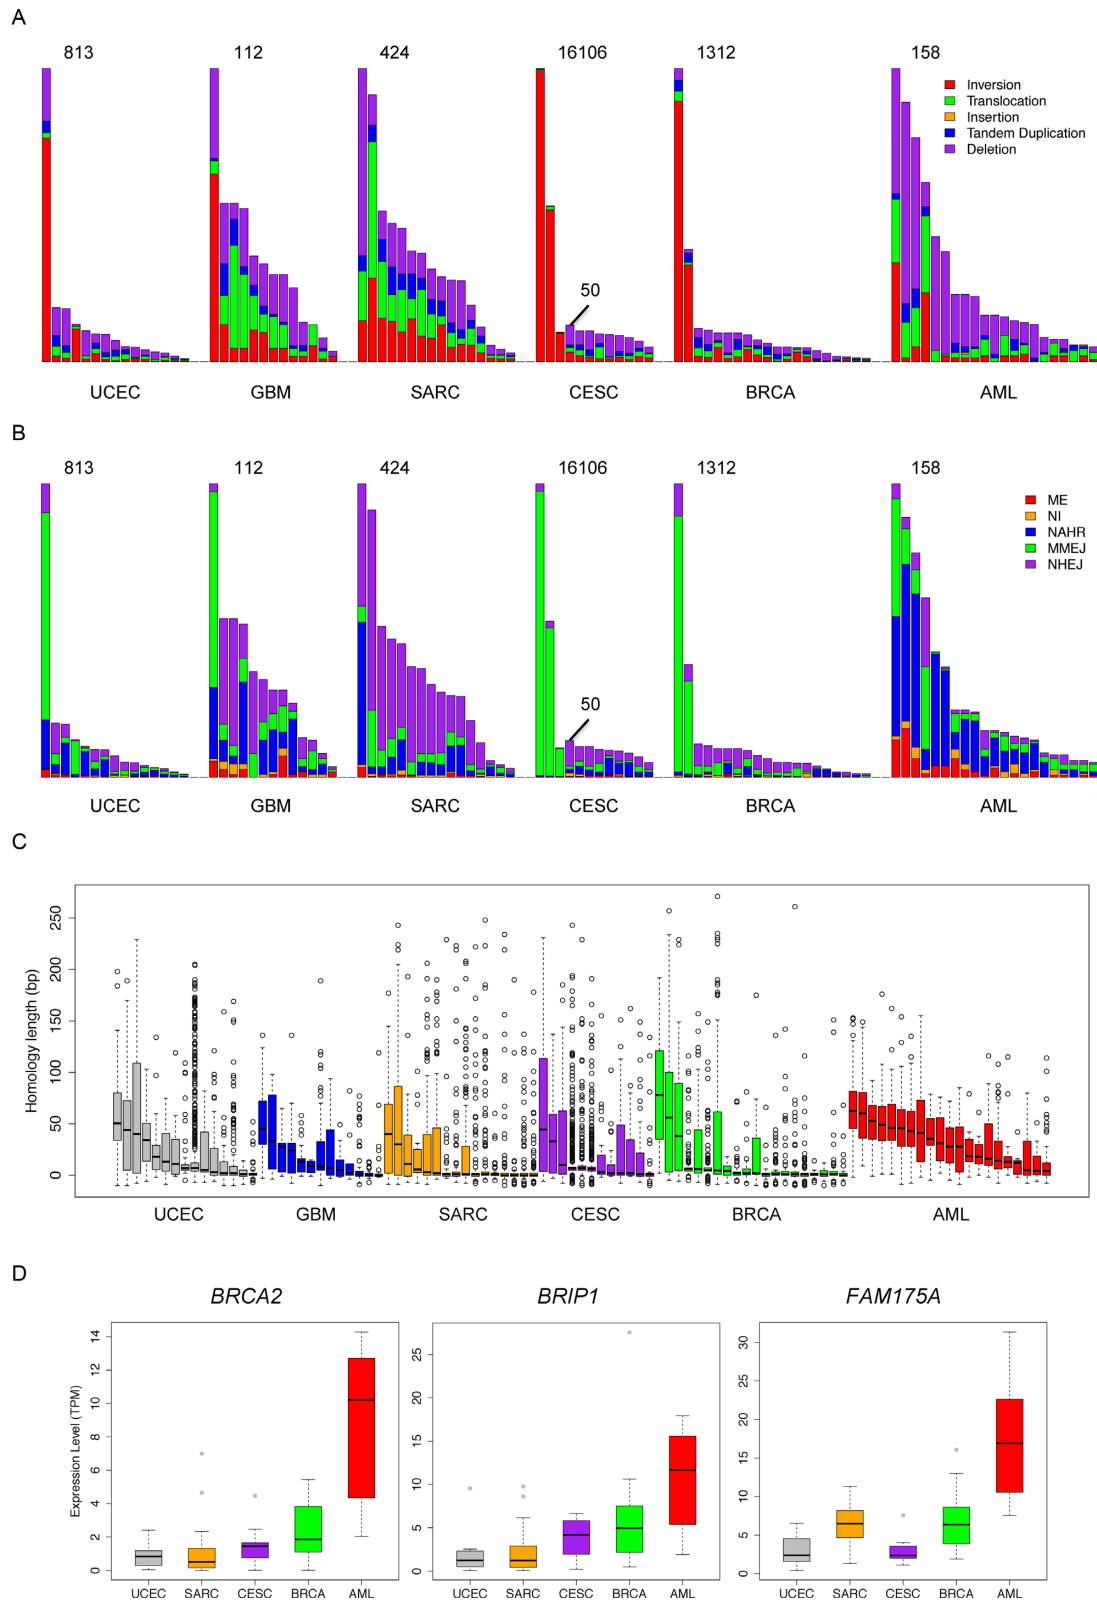 A
813 112 424 16106 1312 158
Inversion
Translocation
Insertion
Tandem Duplication
Deletion
50
UCEC GBM SARC CESC BRCA AML
B
813 112 424 16106 1312 158
ME
NI
NAHR
MMEJ
NHEJ
50
UCEC GBM SARC CESC BRCA AML
C
Homology length (bp)
250
200
150
100
50
0
UCEC GBM SARC CESC BRCA AML
D
BRCA2 BRIP1 FAM175A
Expression Level (TPM)
14
12
10
8
6
4
2
0
UCEC SARC CESC BRCA AML
25
20
15
10
5
0
UCEC SARC CESC BRCA AML
30
25
20
15
10
5
0
UCEC SARC CESC BRCA AML